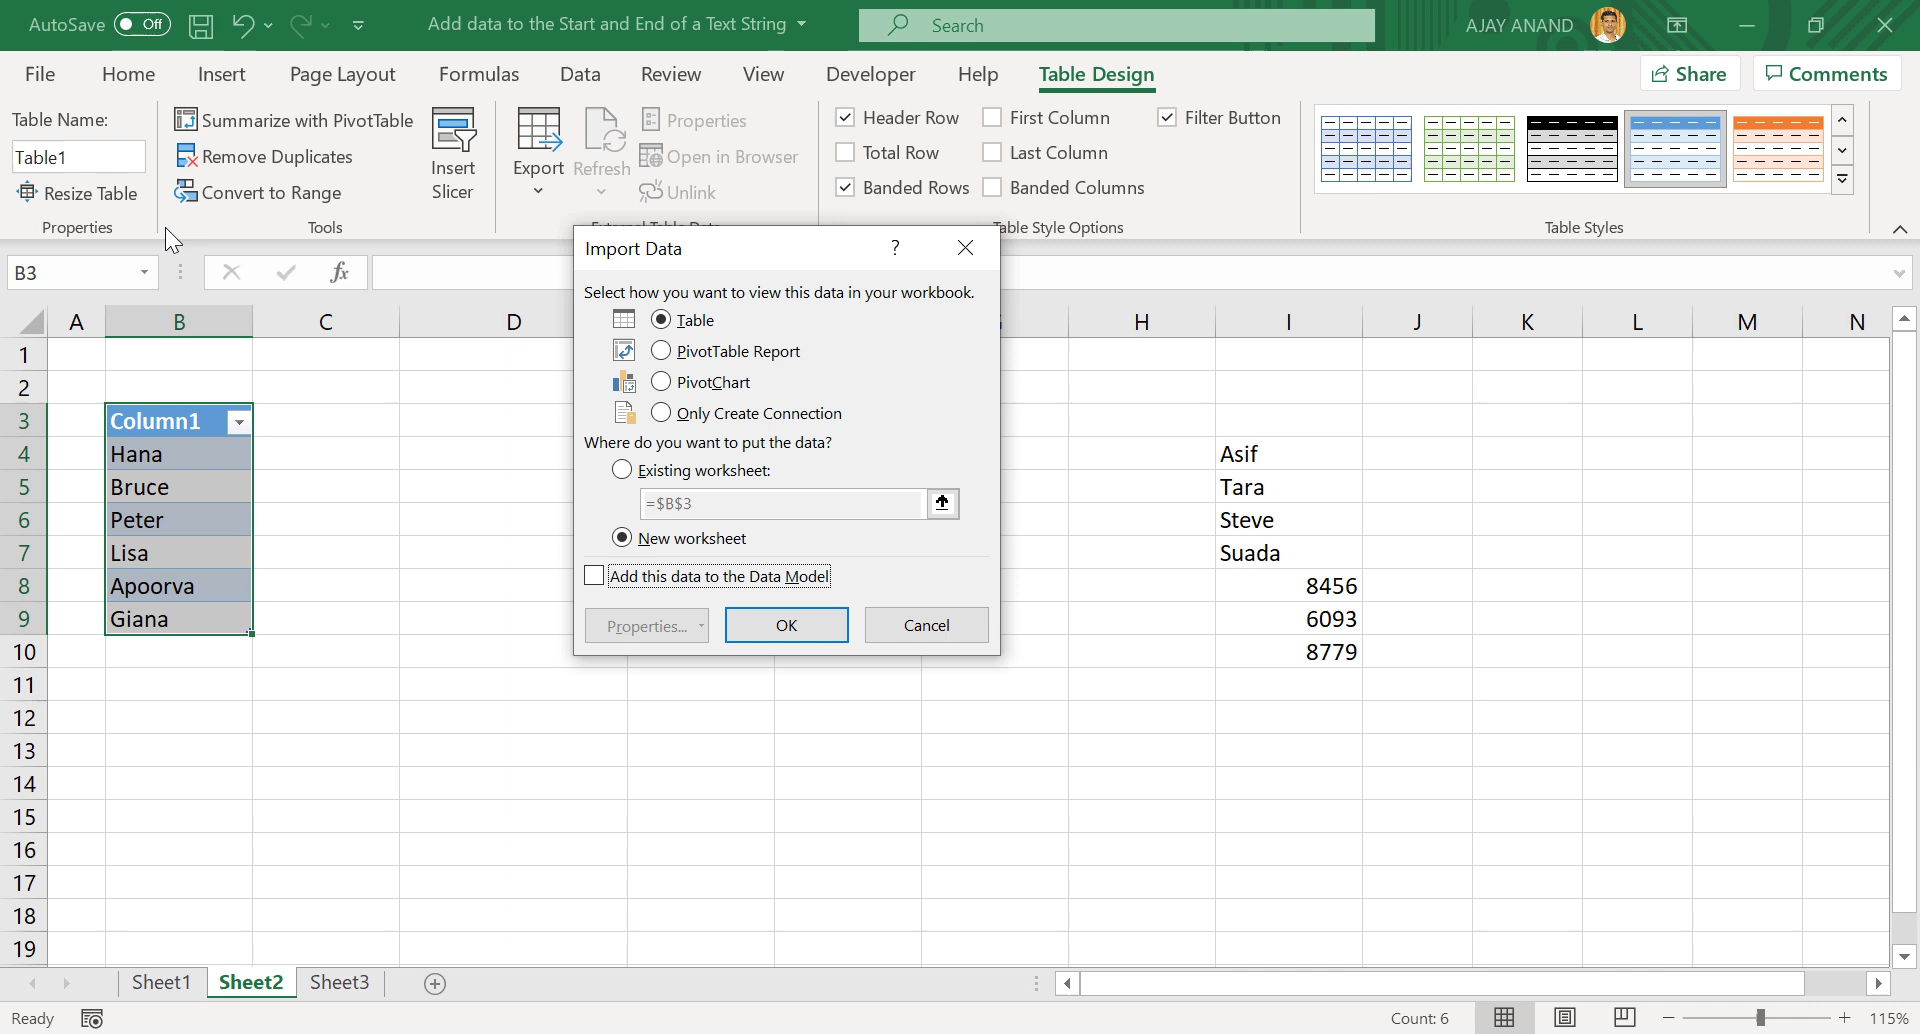 AutoSave Off Add data to the Start and End of a Text String Search AJAY ANAND
File Home Insert Page Layout Formulas Data Review View Developer Help Table Design Share Comments
Table Name:
Table1
Resize Table
Properties
Summarize with PivotTable
Remove Duplicates
Convert to Range
Tools
Insert
Slicer
Export
Refresh
Properties
Open in Browser
Unlink
Header Row
Total Row
Banded Rows
First Column
Last Column
Banded Columns
Filter Button
Table Style Options
Table Styles
B3 fx
Import Data ?
Select how you want to view this data in your workbook.
Table
PivotTable Report
PivotChart
Only Create Connection
Where do you want to put the data?
Existing worksheet:
=$B$3
New worksheet
Add this data to the Data Model
Properties... OK Cancel
A B C D H I J K L M N
1
2
3 Column1
4 Hana Asif
5 Bruce Tara
6 Peter Steve
7 Lisa Suada
8 Apoorva 8456
9 Giana 6093
10 8779
11
12
13
14
15
16
17
18
19
Sheet1 Sheet2 Sheet3
Ready Count: 6 115%